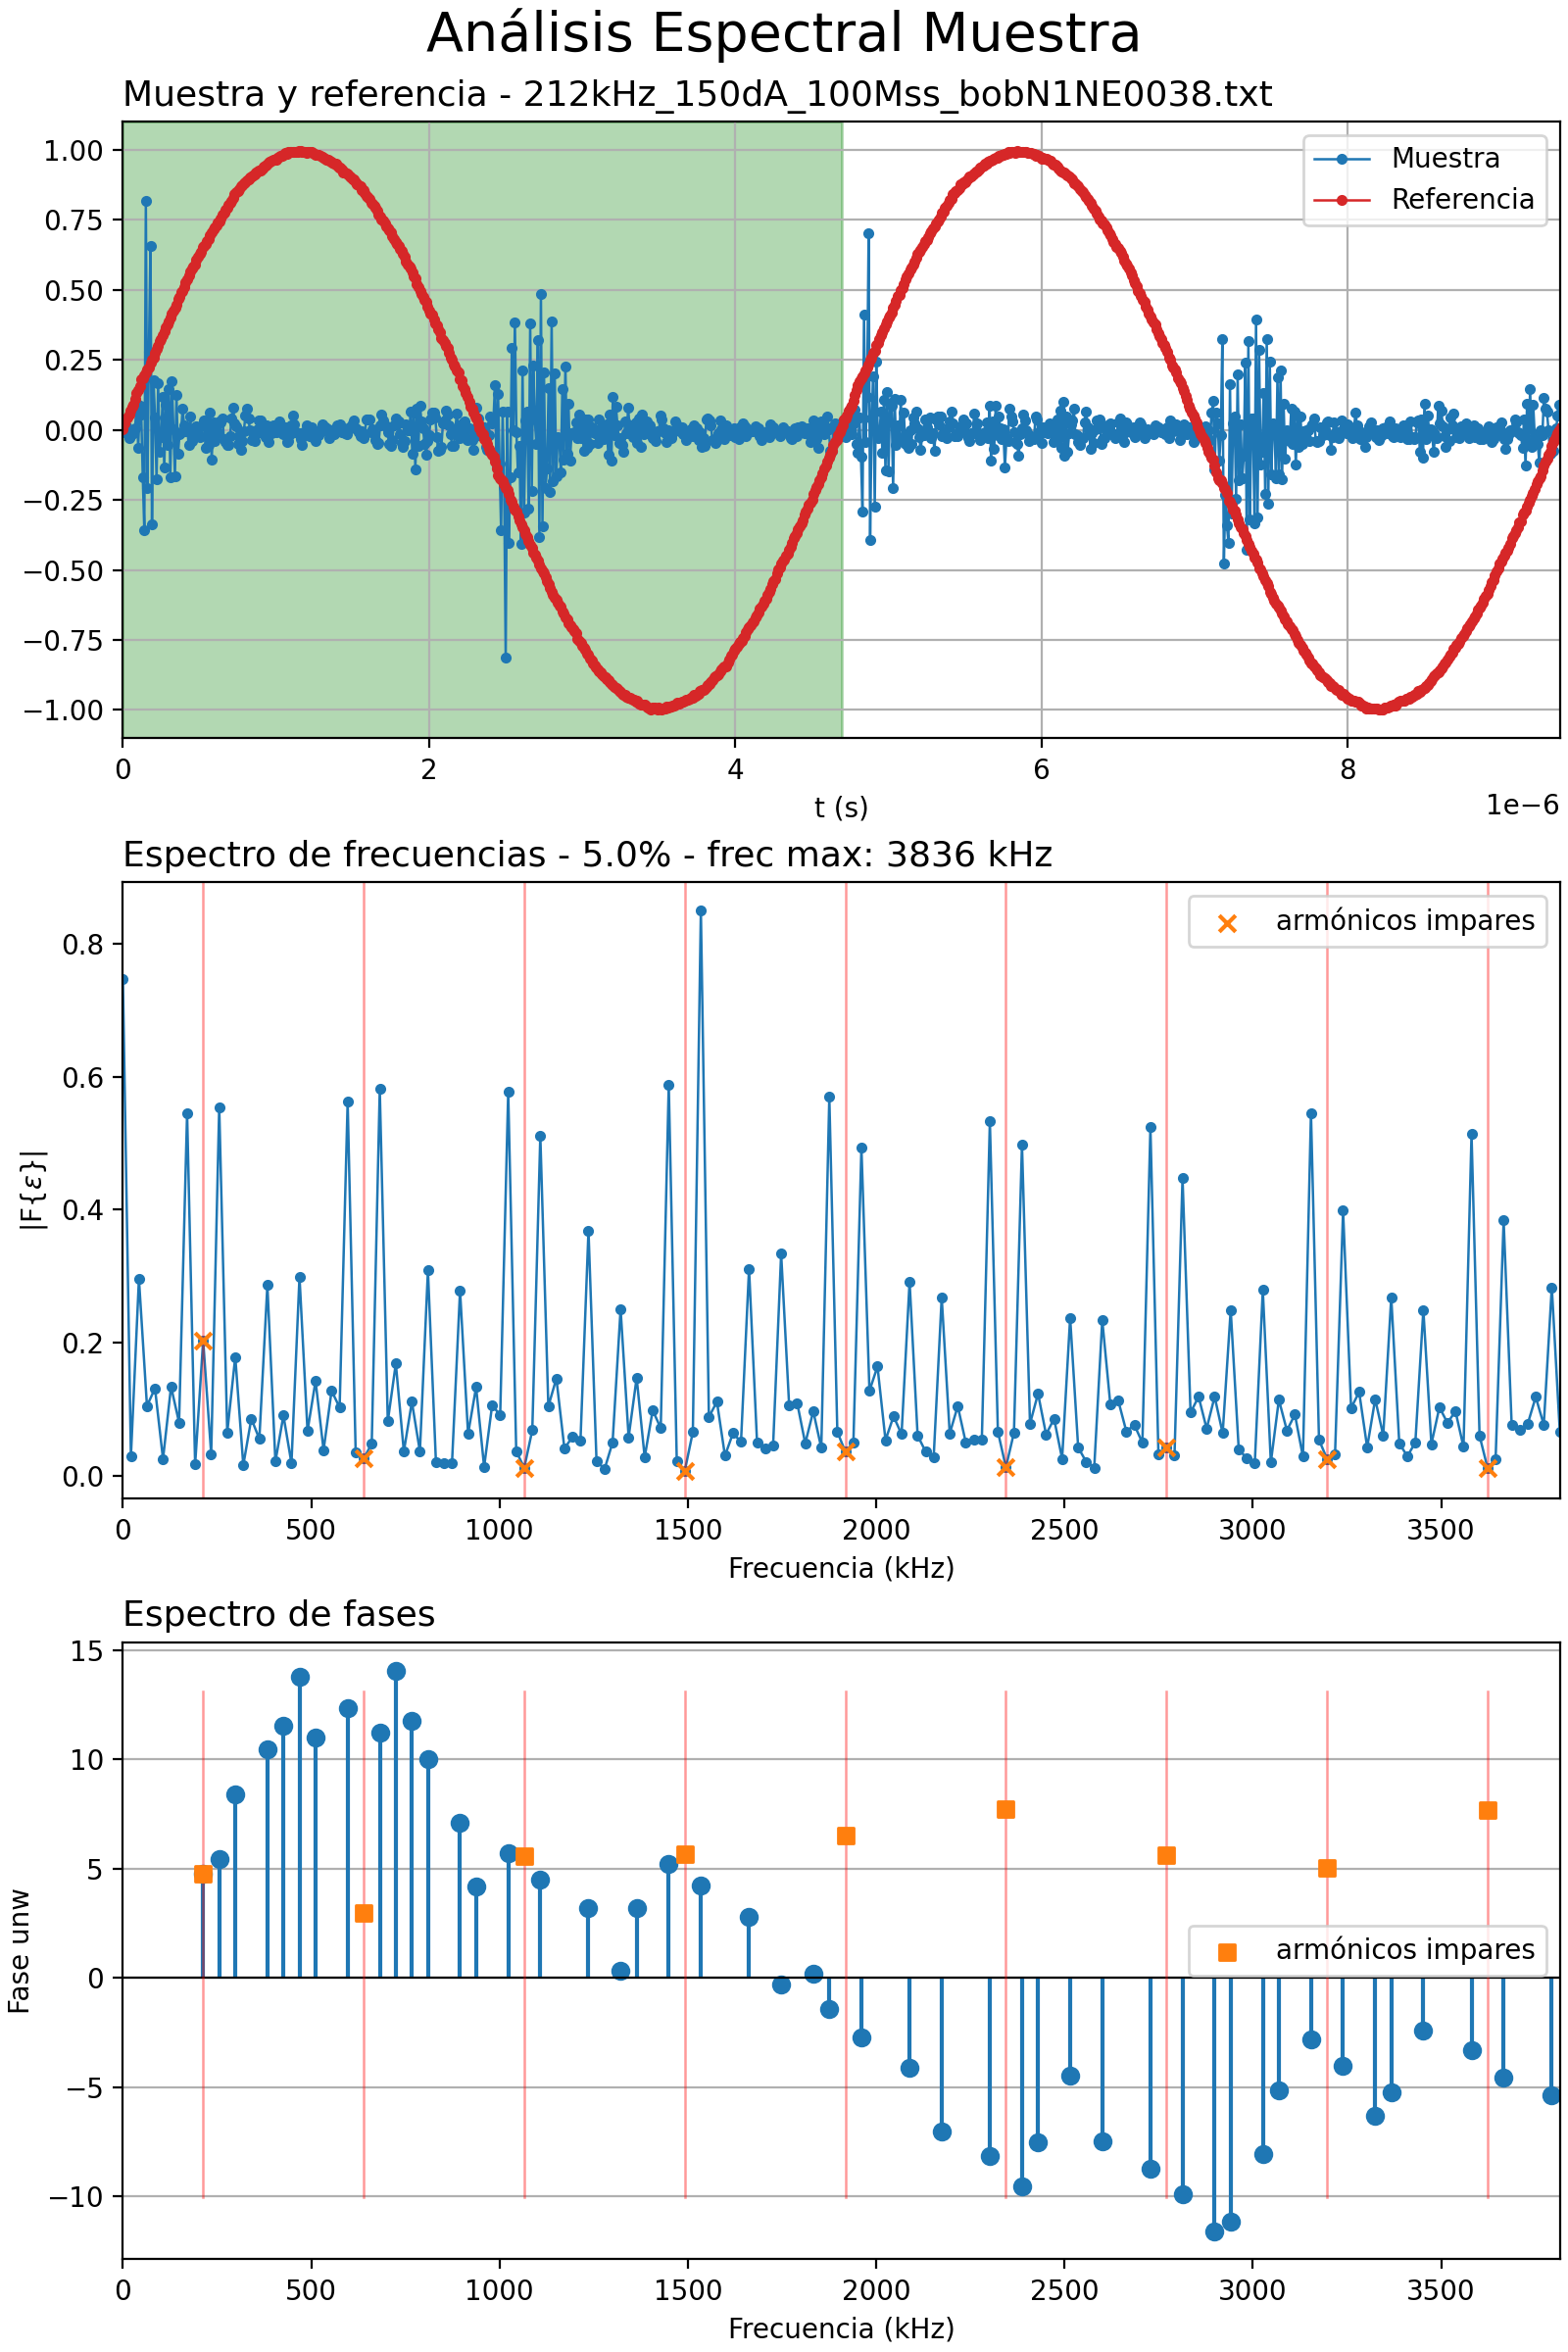 Análisis Espectral Muestra
Muestra y referencia - 212kHz_150dA_100Mss_bobN1NE0038.txt
1.00
0.75
0.50
0.25
0.00
−0.25
−0.50
−0.75
−1.00
Muestra
Referencia
0 2 4 6 8
t (s)
1e−6
Espectro de frecuencias - 5.0% - frec max: 3836 kHz
|F{ε}|
0.8
0.6
0.4
0.2
0.0
armónicos impares
0 500 1000 1500 2000 2500 3000 3500
Frecuencia (kHz)
Espectro de fases
Fase unw
15
10
5
0
−5
−10
armónicos impares
0 500 1000 1500 2000 2500 3000 3500
Frecuencia (kHz)